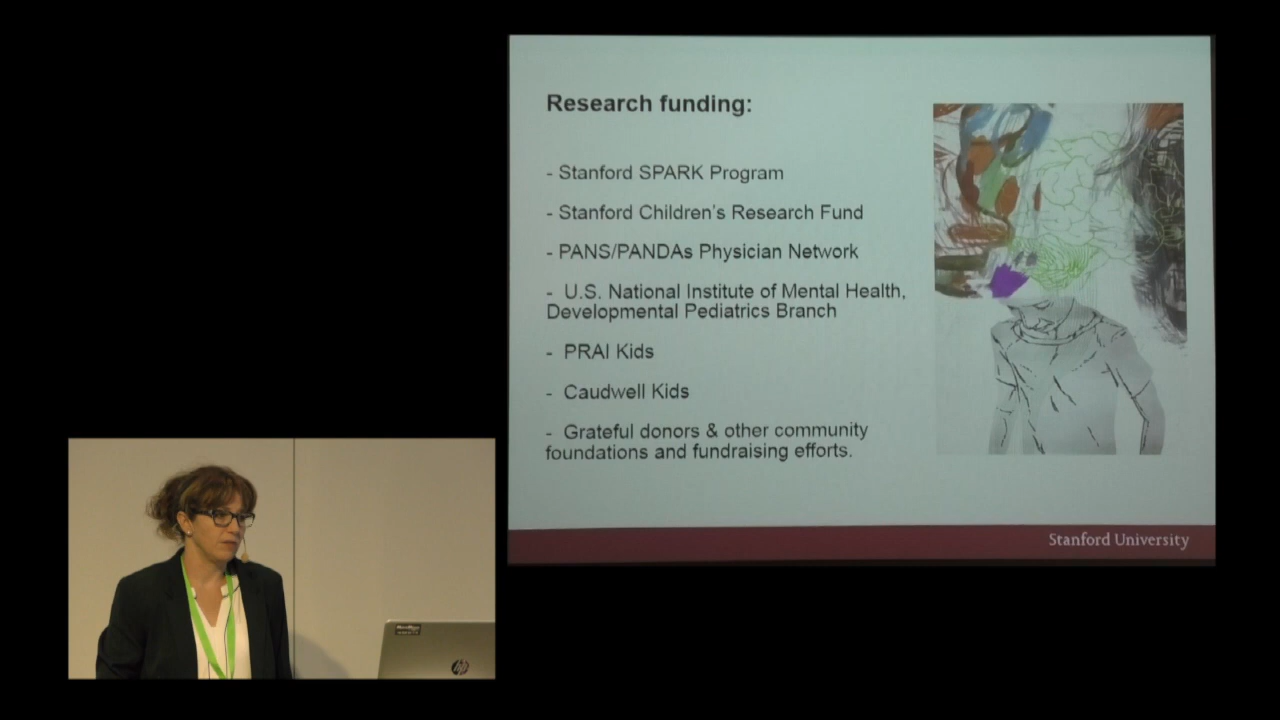 Research funding:
- Stanford SPARK Program
- Stanford Children's Research Fund
- PANS/PANDAs Physician Network
- U.S. National Institute of Mental Health,
Developmental Pediatrics Branch
- PRAI Kids
- Caudwell Kids
- Grateful donors & other community
foundations and fundraising efforts.
Stanford University
hp